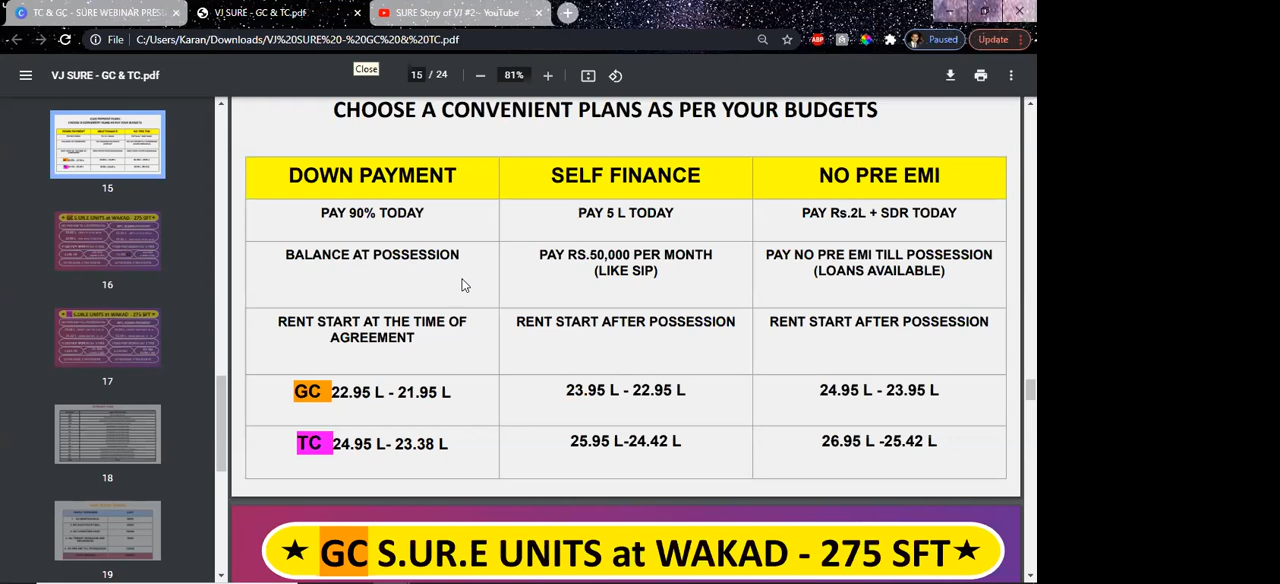 TC & GC - SURE WEBINAR PRES
VJ SURE - GC & TC.pdf
SURE Story of VJ #2 - YouTube
File
C:/Users/Karan/Downloads/VJ%20SURE%20-%20GC%20&%20TC.pdf
ABP
Paused
Update
VJ SURE - GC & TC.pdf
Close
15 / 24
81%
15
16
17
18
19
CHOOSE A CONVENIENT PLANS AS PER YOUR BUDGETS
DOWN PAYMENT
SELF FINANCE
NO PRE EMI
PAY 90% TODAY
PAY 5 L TODAY
PAY Rs.2L + SDR TODAY
BALANCE AT POSSESSION
PAY RS.50,000 PER MONTH
(LIKE SIP)
PAY NO PRE EMI TILL POSSESSION
(LOANS AVAILABLE)
RENT START AT THE TIME OF
AGREEMENT
RENT START AFTER POSSESSION
RENT START AFTER POSSESSION
GC 22.95 L - 21.95 L
23.95 L - 22.95 L
24.95 L - 23.95 L
TC 24.95 L- 23.38 L
25.95 L-24.42 L
26.95 L -25.42 L
GC S.UR.E UNITS at WAKAD - 275 SFT